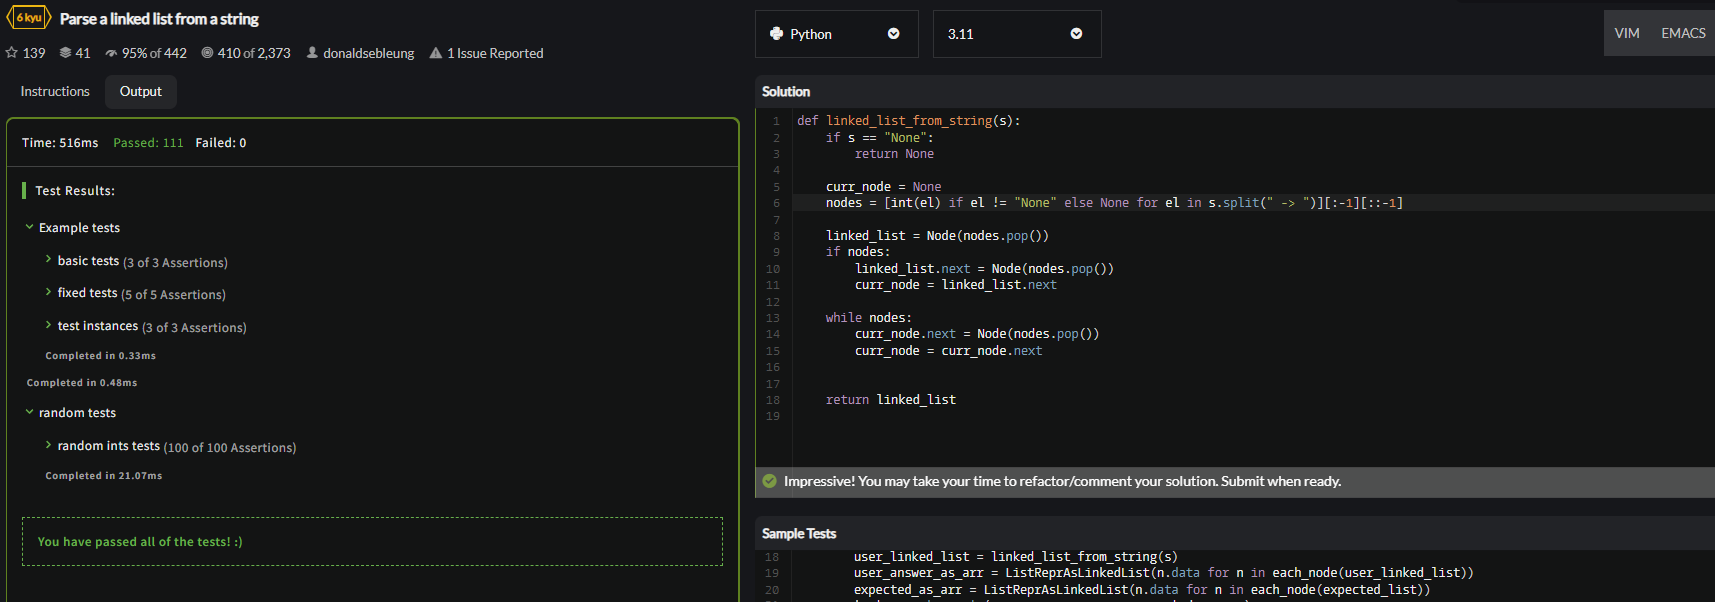 6 kyu Parse a linked list from a string
139 41 95% of 442 410 of 2,373 donaldsebleung 1 Issue Reported
Instructions Output
Time: 516ms Passed: 111 Failed: 0
Test Results:
Example tests
basic tests (3 of 3 Assertions)
fixed tests (5 of 5 Assertions)
test instances (3 of 3 Assertions)
Completed in 0.33ms
Completed in 0.48ms
random tests
random ints tests (100 of 100 Assertions)
Completed in 21.07ms
You have passed all of the tests! :)
Python 3.11 VIM EMACS
Solution
1 def linked_list_from_string(s):
2     if s == "None":
3         return None
4
5     curr_node = None
6     nodes = [int(el) if el != "None" else None for el in s.split(" -> ")][:-1][::-1]
7
8     linked_list = Node(nodes.pop())
9     if nodes:
10         linked_list.next = Node(nodes.pop())
11         curr_node = linked_list.next
12
13     while nodes:
14         curr_node.next = Node(nodes.pop())
15         curr_node = curr_node.next
16
17
18     return linked_list
19
Impressive! You may take your time to refactor/comment your solution. Submit when ready.
Sample Tests
18         user_linked_list = linked_list_from_string(s)
19         user_answer_as_arr = ListReprAsLinkedList(n.data for n in each_node(user_linked_list))
20         expected_as_arr = ListReprAsLinkedList(n.data for n in each_node(expected_list))